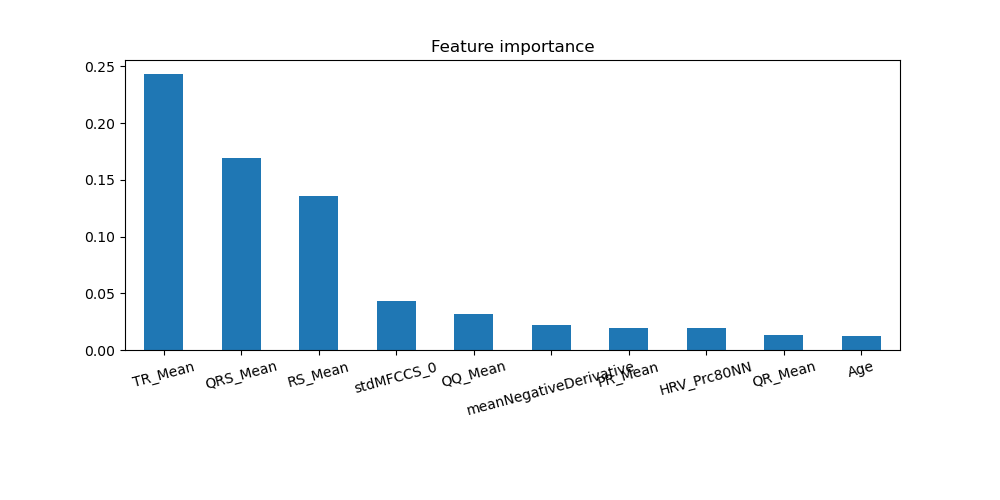 Feature importance
0.25
0.20
0.15
0.10
0.05
0.00
TR_Mean
QRS_Mean
RS_Mean
stdMFCCS_0
QQ_Mean
meanNegativeDerivative
PR_Mean
HRV_Prc80NN
QR_Mean
Age